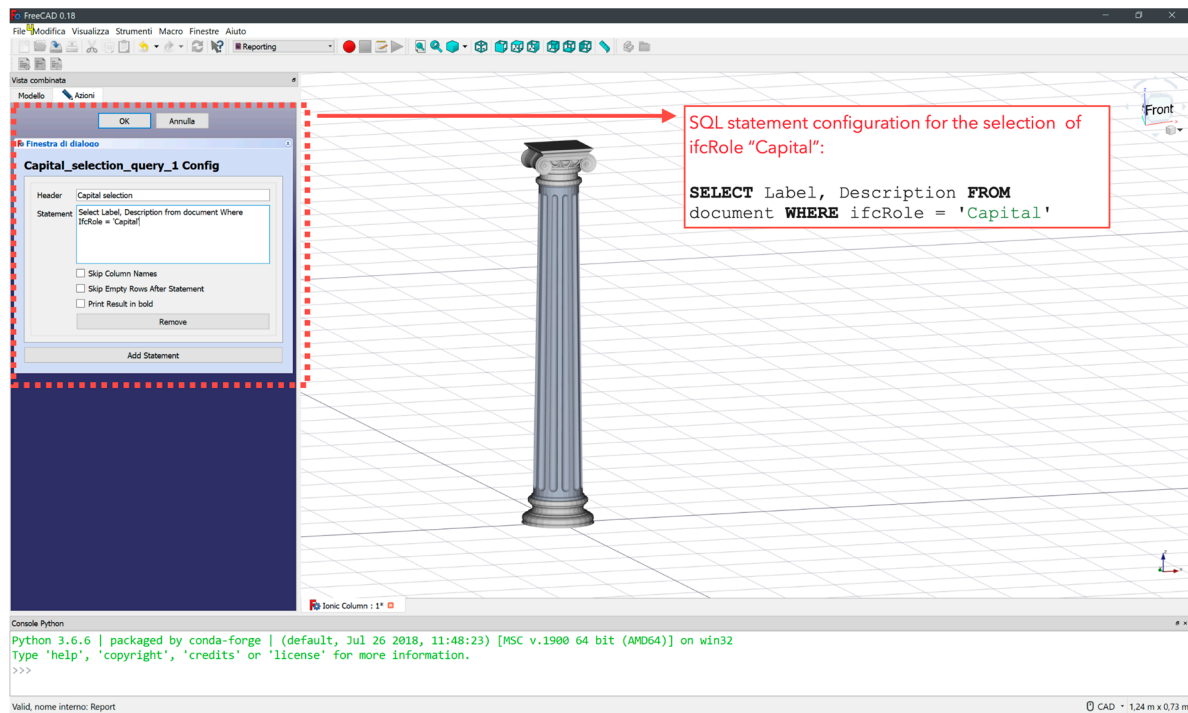 FreeCAD 0.18
File Modifica Visualizza Strumenti Macro Finestre Aiuto
Reporting
Vista combinata
Modello Azioni
OK Annulla
Finestra di dialogo
Capital_selection_query_1 Config
Header Capital selection
Statement Select Label, Description from document Where
IfcRole = 'Capital'
Skip Column Names
Skip Empty Rows After Statement
Print Result in bold
Remove
Add Statement
SQL statement configuration for the selection of
ifcRole “Capital”:
SELECT Label, Description FROM
document WHERE ifcRole = 'Capital'
Front
Ionic Column : 1*
Console Python
Python 3.6.6 | packaged by conda-forge | (default, Jul 26 2018, 11:48:23) [MSC v.1900 64 bit (AMD64)] on win32
Type 'help', 'copyright', 'credits' or 'license' for more information.
>>>
Valid, nome interno: Report
CAD 1,24 m x 0,73 m